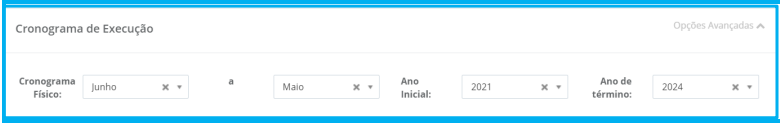 Cronograma de Execução
Opções Avançadas
Cronograma Físico: Junho a Maio Ano Inicial: 2021 Ano de término: 2024